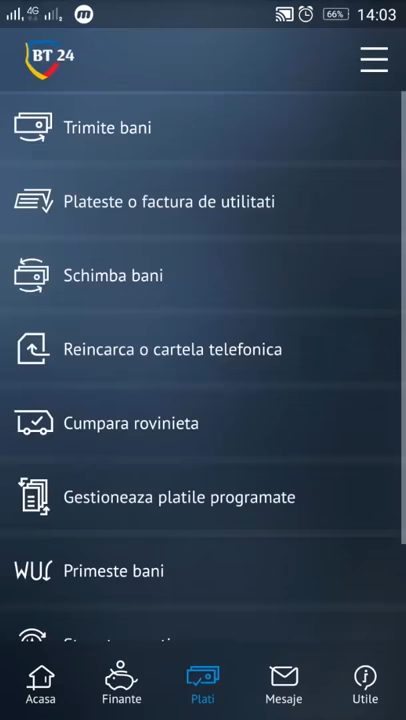 4G
m
66%
14:03
BT 24
Trimite bani
Plateste o factura de utilitati
Schimba bani
Reincarca o cartela telefonica
Cumpara rovinieta
Gestioneaza platile programate
WU
Primeste bani
Acasa
Finante
Plati
Mesaje
Utile